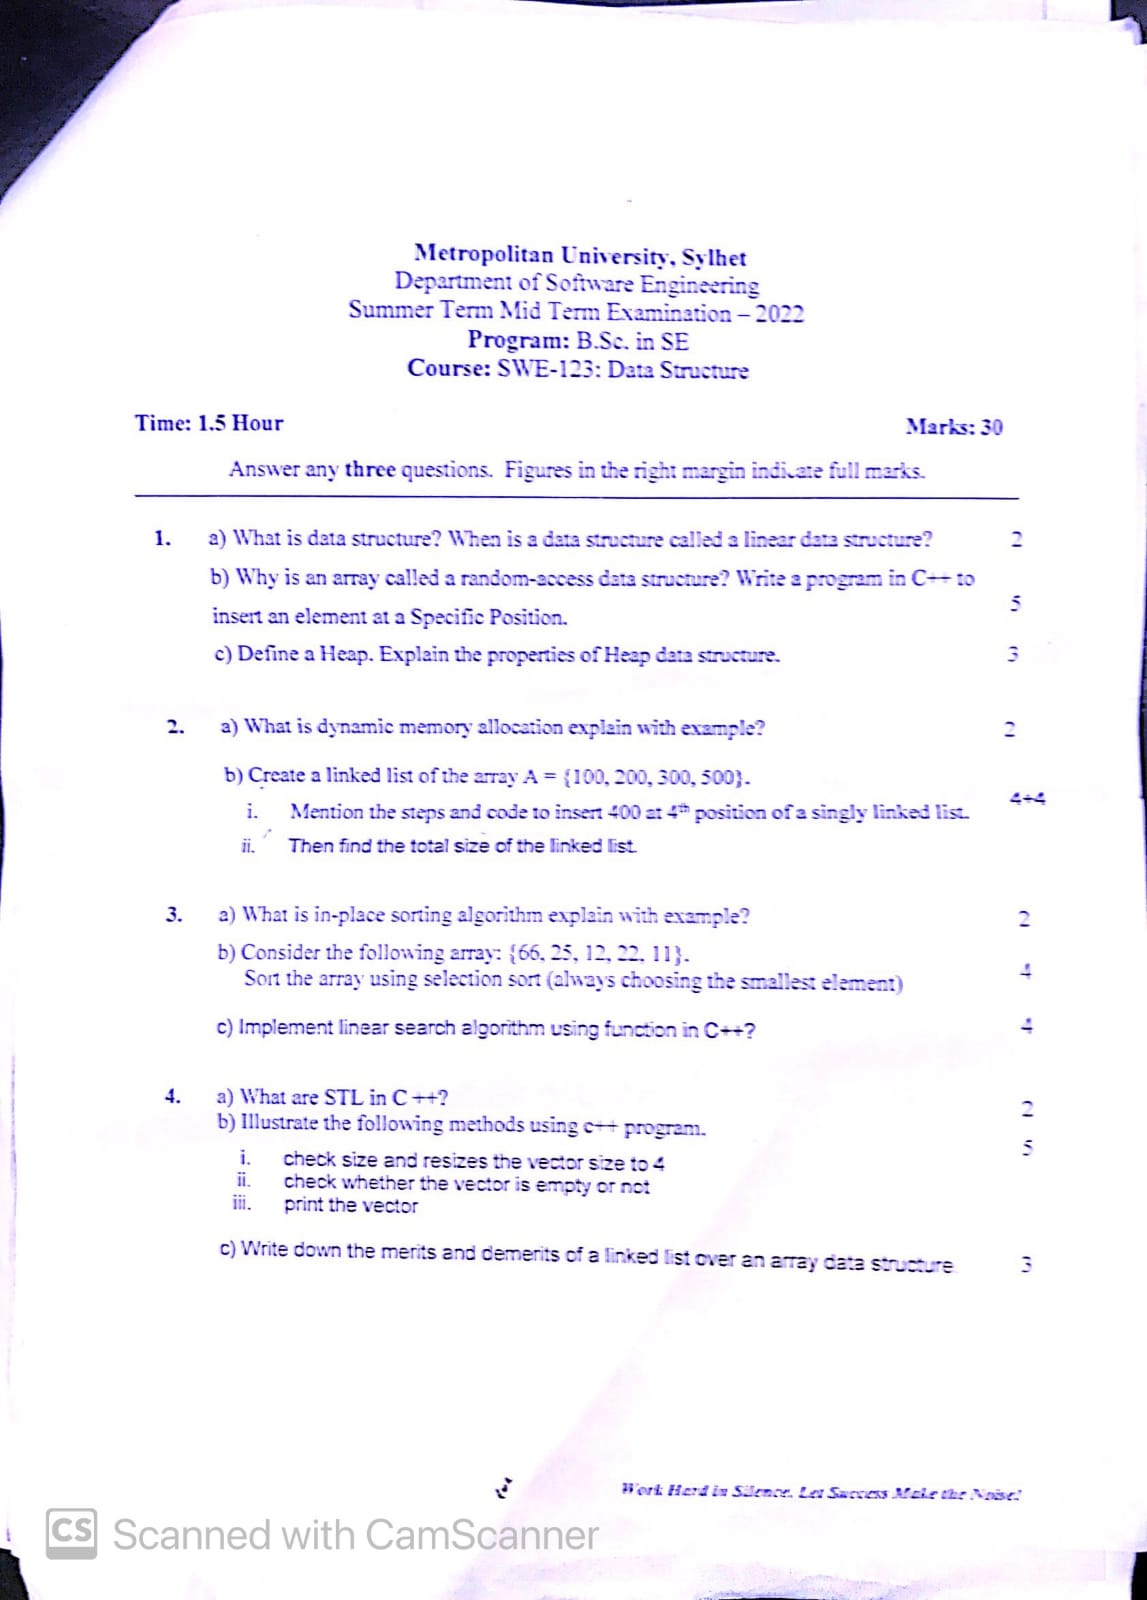 Metropolitan University, Sylhet
Department of Software Engineering
Summer Term Mid Term Examination – 2022
Program: B.Sc. in SE
Course: SWE-123: Data Structure
Time: 1.5 Hour Marks: 30
Answer any three questions. Figures in the right margin indicate full marks.
1. a) What is data structure? When is a data structure called a linear data structure? 2
b) Why is an array called a random-access data structure? Write a program in C++ to
insert an element at a Specific Position. 5
c) Define a Heap. Explain the properties of Heap data structure. 3
2. a) What is dynamic memory allocation explain with example? 2
b) Create a linked list of the array A = {100, 200, 300, 500}.
i. Mention the steps and code to insert 400 at 4th position of a singly linked list. 4+4
ii. Then find the total size of the linked list.
3. a) What is in-place sorting algorithm explain with example? 2
b) Consider the following array: {66, 25, 12, 22, 11}.
Sort the array using selection sort (always choosing the smallest element) 4
c) Implement linear search algorithm using function in C++? 4
4. a) What are STL in C ++? 2
b) Illustrate the following methods using c++ program.
5
i. check size and resizes the vector size to 4
ii. check whether the vector is empty or not
iii. print the vector
c) Write down the merits and demerits of a linked list over an array data structure 3
Work Hard in Silence, Let Success Make the Noise!
CS Scanned with CamScanner